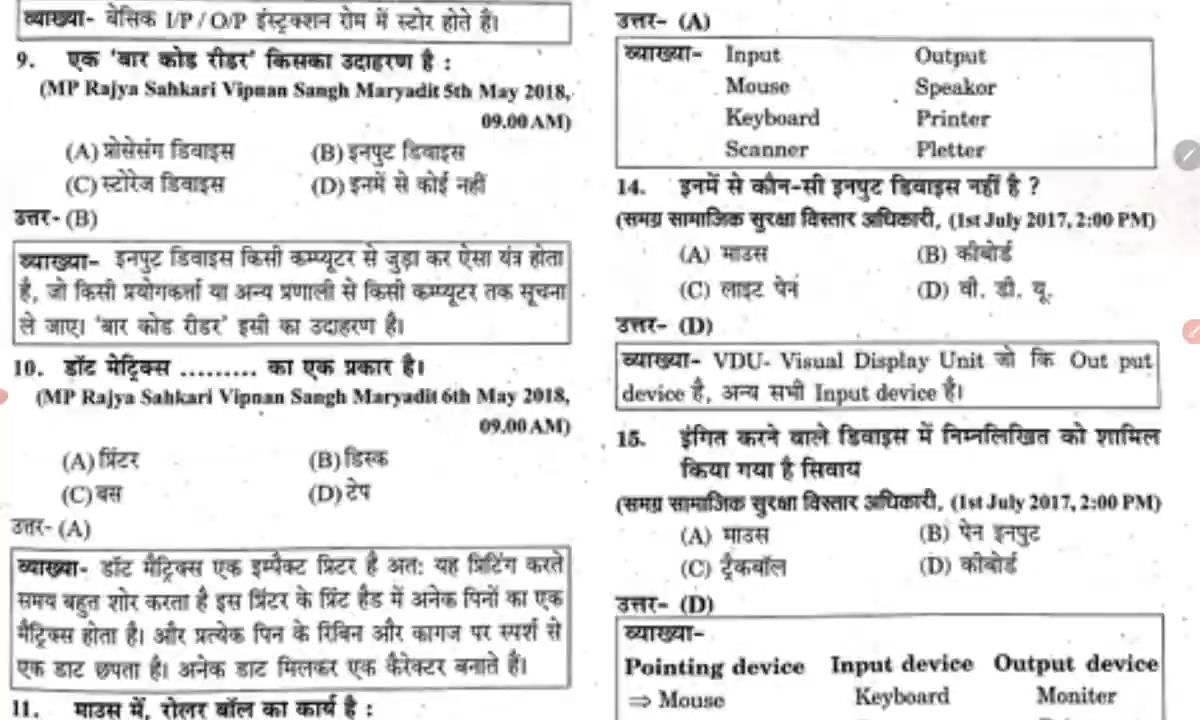 व्याख्या- बेसिक I/P / O/P इंस्ट्रक्शन रोम में स्टोर होते है।
9. एक 'बार कोड रीडर' किसका उदाहरण है :
(MP Rajya Sahkari Vipnan Sangh Maryadit 5th May 2018,
09.00 AM)
(A) प्रोसेसंग डिवाइस (B) इनपुट डिवाइस
(C) स्टोरेज डिवाइस (D) इनमें से कोई नहीं
उत्तर- (B)
व्याख्या- इनपुट डिवाइस किसी कम्प्यूटर से जुड़ा कर ऐसा यंत्र होता
है, जो किसी प्रयोगकर्त्ता या अन्य प्रणाली से किसी कम्प्यूटर तक सूचना
ले जाए। 'बार कोड रीडर' इसी का उदाहरण है।
10. डॉट मेट्रिक्स ......... का एक प्रकार है।
(MP Rajya Sahkari Vipnan Sangh Maryadit 6th May 2018,
09.00 AM)
(A) प्रिंटर (B) डिस्क
(C) बस (D) टेप
उत्तर- (A)
व्याख्या- डॉट मैट्रिक्स एक इम्पैक्ट प्रिटर है अत: यह प्रिटिंग करते
समय बहुत शोर करता है इस प्रिंटर के प्रिंट हैड में अनेक पिनों का एक
मैट्रिक्स होता है। और प्रत्येक पिन के रिबिन और कागज पर स्पर्श से
एक डाट छपता है। अनेक डाट मिलकर एक कैरेक्टर बनाते है।
11. माउस में, रोलर बॉल का कार्य है :
उत्तर- (A)
व्याख्या- Input Output
Mouse Speakor
Keyboard Printer
Scanner Pletter
14. इनमें से कौन-सी इनपुट डिवाइस नहीं है ?
(समग्र सामाजिक सुरक्षा विस्तार अधिकारी, (1st July 2017, 2:00 PM)
(A) माउस (B) कीबोर्ड
(C) लाइट पेनं (D) वी. डी. यू.
उत्तर- (D)
व्याख्या- VDU- Visual Display Unit जो कि Out put
device है, अन्य सभी Input device है।
15. इंगित करने वाले डिवाइस में निम्नलिखित को शामिल
किया गया है सिवाय
(समग्र सामाजिक सुरक्षा विस्तार अधिकारी, (1st July 2017, 2:00 PM)
(A) माउस (B) पेन इनपुट
(C) ट्रैकबॉल (D) कीबोर्ड
उत्तर- (D)
व्याख्या-
Pointing device Input device Output device
⇒ Mouse Keyboard Moniter